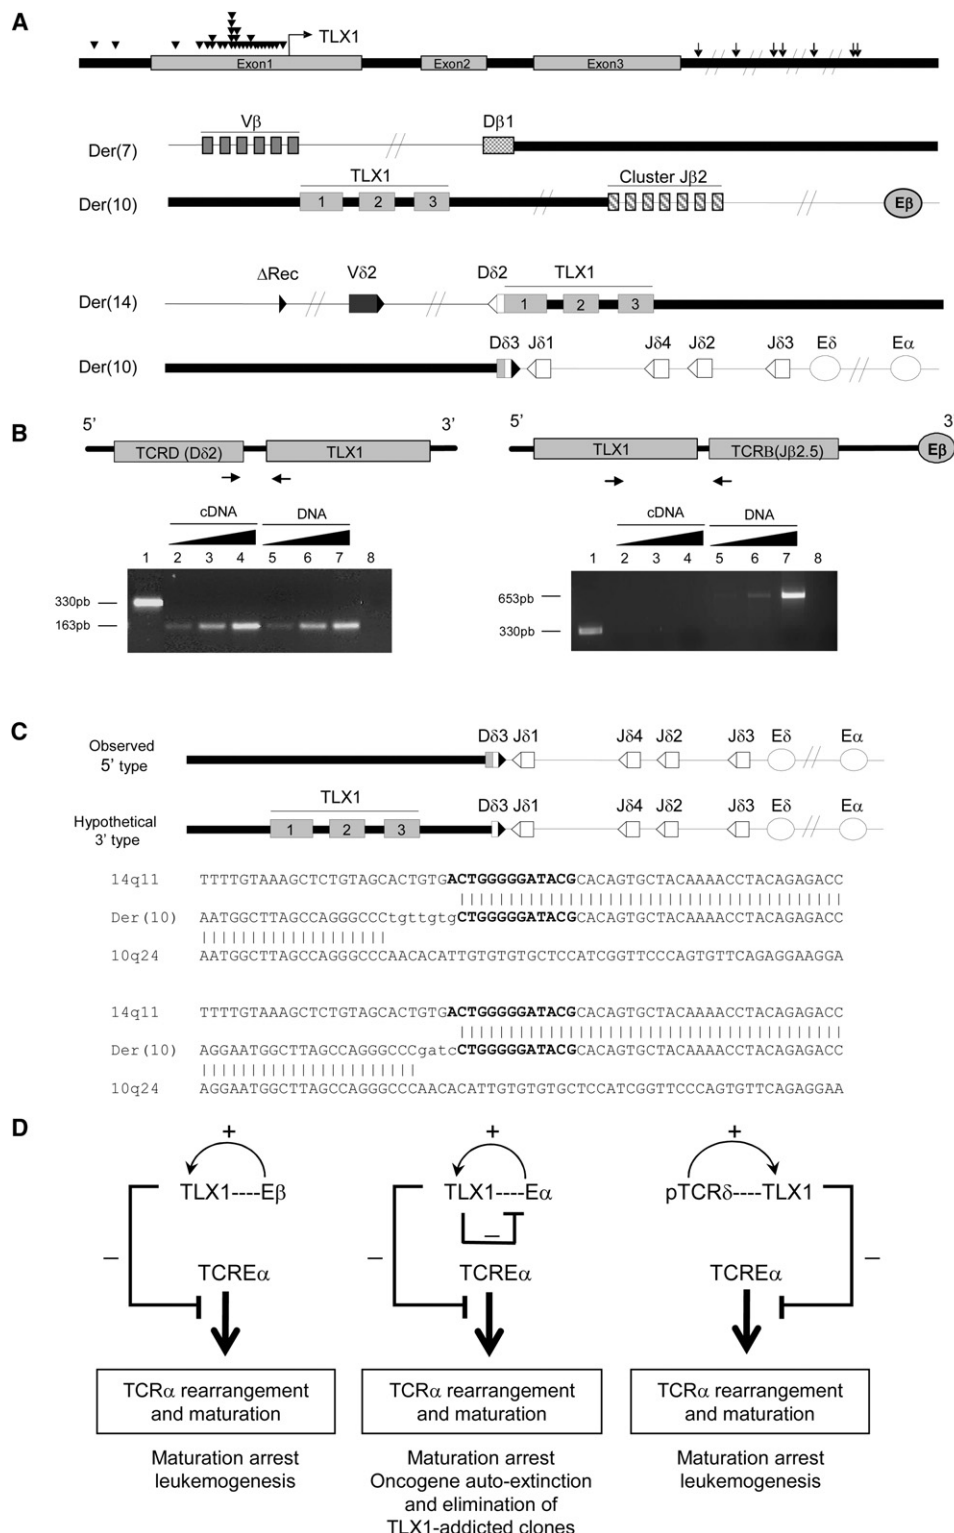 A
TLX1
Exon1 Exon2 Exon3
Vβ Dβ1
Der(7)
TLX1 Cluster Jβ2
Der(10) 1 2 3 Eβ
ΔRec Vδ2 Dδ2 TLX1
Der(14) 1 2 3
Dδ3 Jδ1 Jδ4 Jδ2 Jδ3 Eδ Eα
Der(10)
B
5’ 3’
TCRD (Dδ2) TLX1
cDNA DNA
1 2 3 4 5 6 7 8
330pb
163pb
5’ 3’
TLX1 TCRB(Jβ2.5) Eβ
cDNA DNA
1 2 3 4 5 6 7 8
653pb
330pb
C
Dδ3 Jδ1 Jδ4 Jδ2 Jδ3 Eδ Eα
Observed
5’ type
TLX1 Dδ3 Jδ1 Jδ4 Jδ2 Jδ3 Eδ Eα
Hypothetical
3’ type
1 2 3
14q11 TTTTGTAAAGCTCTGTAGCACTGTGACTGGGGGATACGCACAGTGCTACAAAACCTACAGAGACC
Der(10) AATGGCTTAGCCAGGGCCCtgttgtgCTGGGGGATACGCACAGTGCTACAAAACCTACAGAGACC
10q24 AATGGCTTAGCCAGGGCCCAACACATTGTGTGTGCTCCATCGGTTCCCAGTGTTCAGAGGAAGGA
14q11 TTTTGTAAAGCTCTGTAGCACTGTGACTGGGGGATACGCACAGTGCTACAAAACCTACAGAGACC
Der(10) AGGAATGGCTTAGCCAGGGCCCgatcCTGGGGGATACGCACAGTGCTACAAAACCTACAGAGACC
10q24 AGGAATGGCTTAGCCAGGGCCCAACACATTGTGTGTGCTCCATCGGTTCCCAGTGTTCAGAGGAA
D
+
TLX1----Eβ
–
TCREα
TCRα rearrangement
and maturation
Maturation arrest
leukemogenesis
+
TLX1----Eα
–
–
TCREα
TCRα rearrangement
and maturation
Maturation arrest
Oncogene auto-extinction
and elimination of
TLX1-addicted clones
+
pTCRδ----TLX1
–
TCREα
TCRα rearrangement
and maturation
Maturation arrest
leukemogenesis